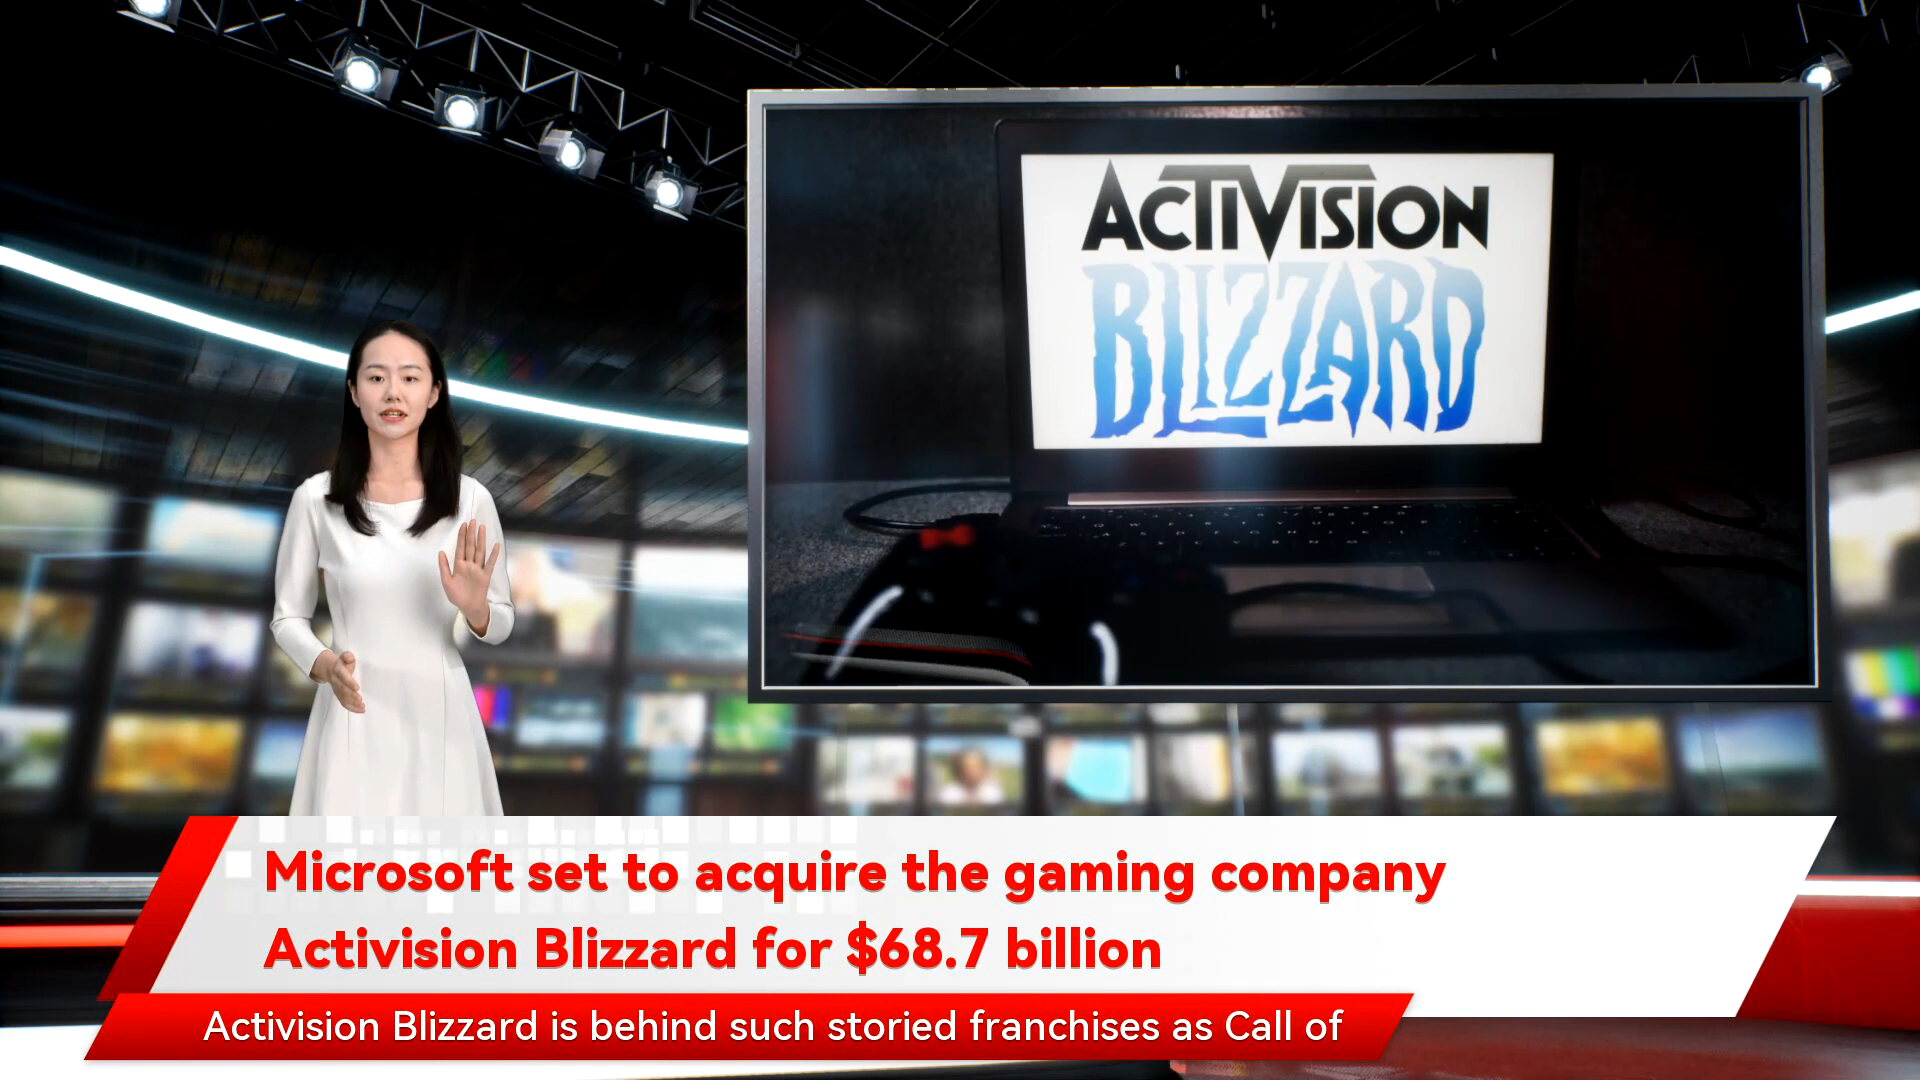 ACTIVISION
BLIZZARD
Microsoft set to acquire the gaming company
Activision Blizzard for $68.7 billion
Activision Blizzard is behind such storied franchises as Call of